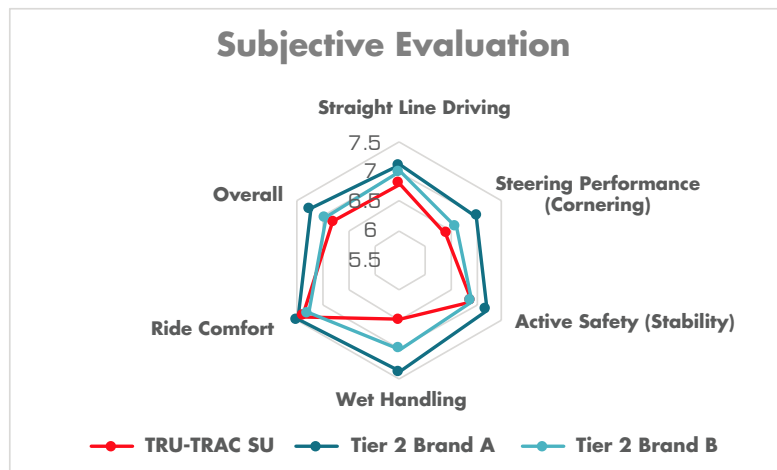 Subjective Evaluation
Straight Line Driving
7.5
7
6.5
6
5.5
Steering Performance
(Cornering)
Overall
Active Safety (Stability)
Ride Comfort
Wet Handling
TRU-TRAC SU
Tier 2 Brand A
Tier 2 Brand B